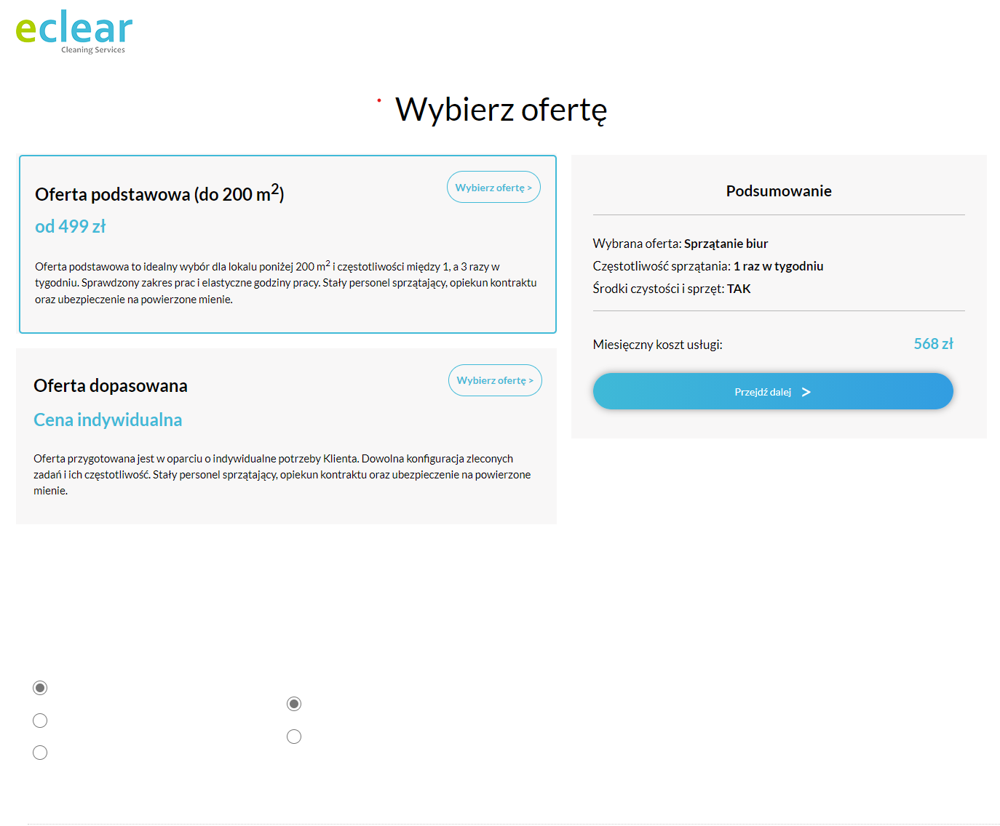 eclear
Cleaning Services
Wybierz ofertę
Oferta podstawowa (do 200 m²)
Wybierz ofertę >
od 499 zł
Oferta podstawowa to idealny wybór dla lokalu poniżej 200 m² i częstotliwości między 1, a 3 razy w
tygodniu. Sprawdzony zakres prac i elastyczne godziny pracy. Stały personel sprzątający, opiekun kontraktu
oraz ubezpieczenie na powierzone mienie.
Oferta dopasowana
Wybierz ofertę >
Cena indywidualna
Oferta przygotowana jest w oparciu o indywidualne potrzeby Klienta. Dowolna konfiguracja zleconych
zadań i ich częstotliwość. Stały personel sprzątający, opiekun kontraktu oraz ubezpieczenie na powierzone
mienie.
Podsumowanie
Wybrana oferta: Sprzątanie biur
Częstotliwość sprzątania: 1 raz w tygodniu
Środki czystości i sprzęt: TAK
Miesięczny koszt usługi: 568 zł
Przejdź dalej >